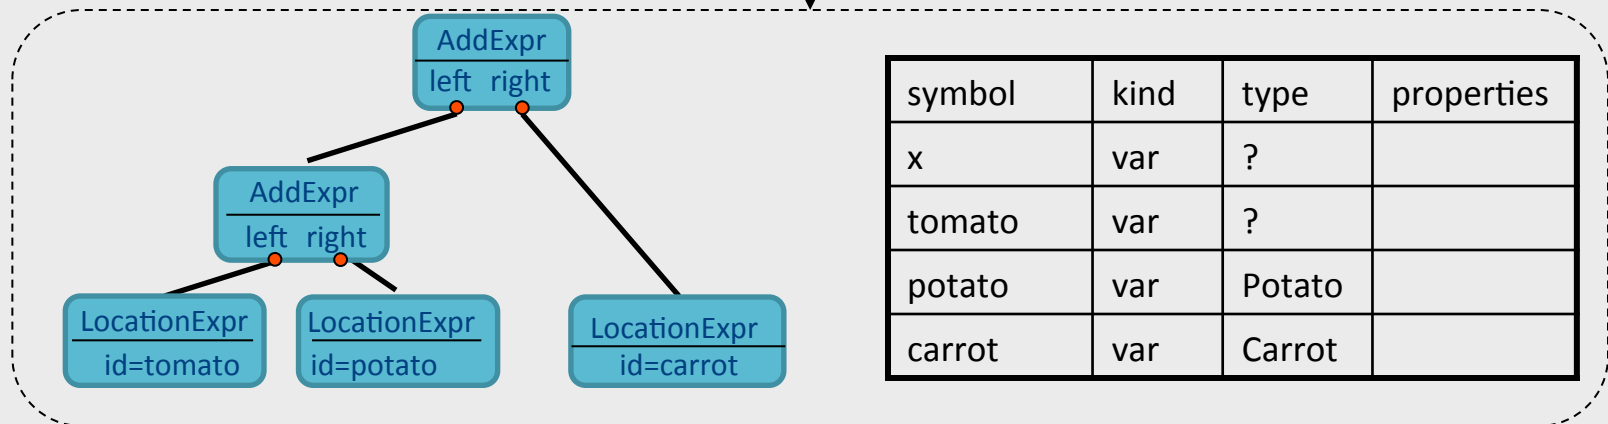 AddExpr
left right
AddExpr
left right
LocationExpr
id=tomato
LocationExpr
id=potato
LocationExpr
id=carrot
symbol kind type properties
x var ?
tomato var ?
potato var Potato
carrot var Carrot